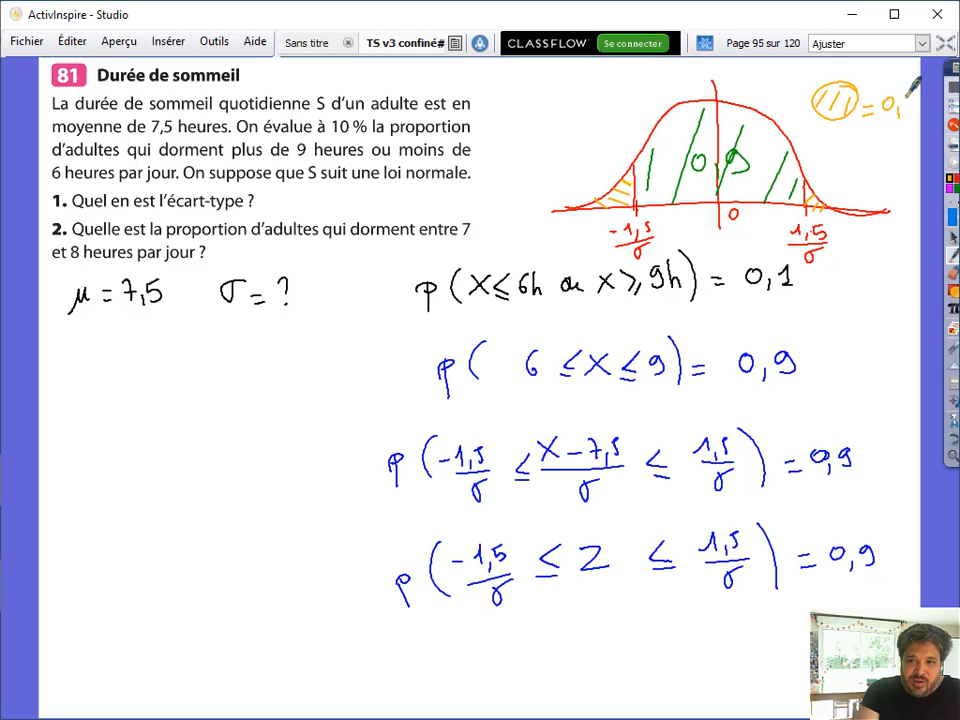 ActivInspire - Studio
Fichier Éditer Aperçu Insérer Outils Aide Sans titre TS v3 confiné# CLASSFLOW Se connecter Page 95 sur 120 Ajuster
81 Durée de sommeil
La durée de sommeil quotidienne S d'un adulte est en
moyenne de 7,5 heures. On évalue à 10 % la proportion
d'adultes qui dorment plus de 9 heures ou moins de
6 heures par jour. On suppose que S suit une loi normale.
1. Quel en est l'écart-type ?
2. Quelle est la proportion d'adultes qui dorment entre 7
et 8 heures par jour ?
= 0,
0,9
-1,5/σ 0 1,5/σ
μ = 7,5 σ = ?
p(X ≤ 6h ou X ≥ 9h) = 0,1
p(6 ≤ X ≤ 9) = 0,9
p(-1,5/σ ≤ X - 7,5/σ ≤ 1,5/σ) = 0,9
p(-1,5/σ ≤ Z ≤ 1,5/σ) = 0,9